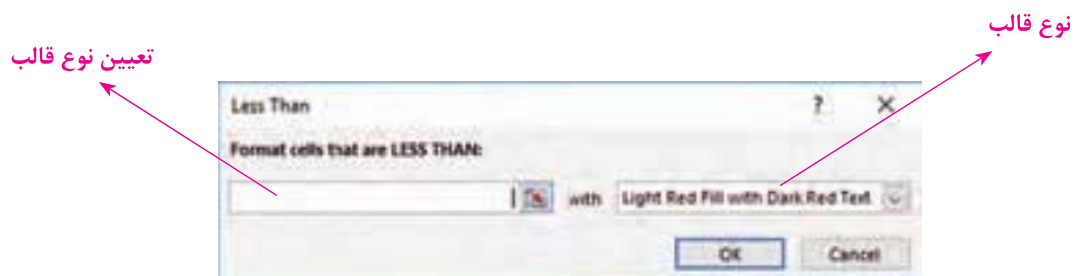 نوع قالب
تعیین نوع قالب
Less Than ? ×
Format cells that are LESS THAN:
with Light Red Fill with Dark Red Text
OK Cancel